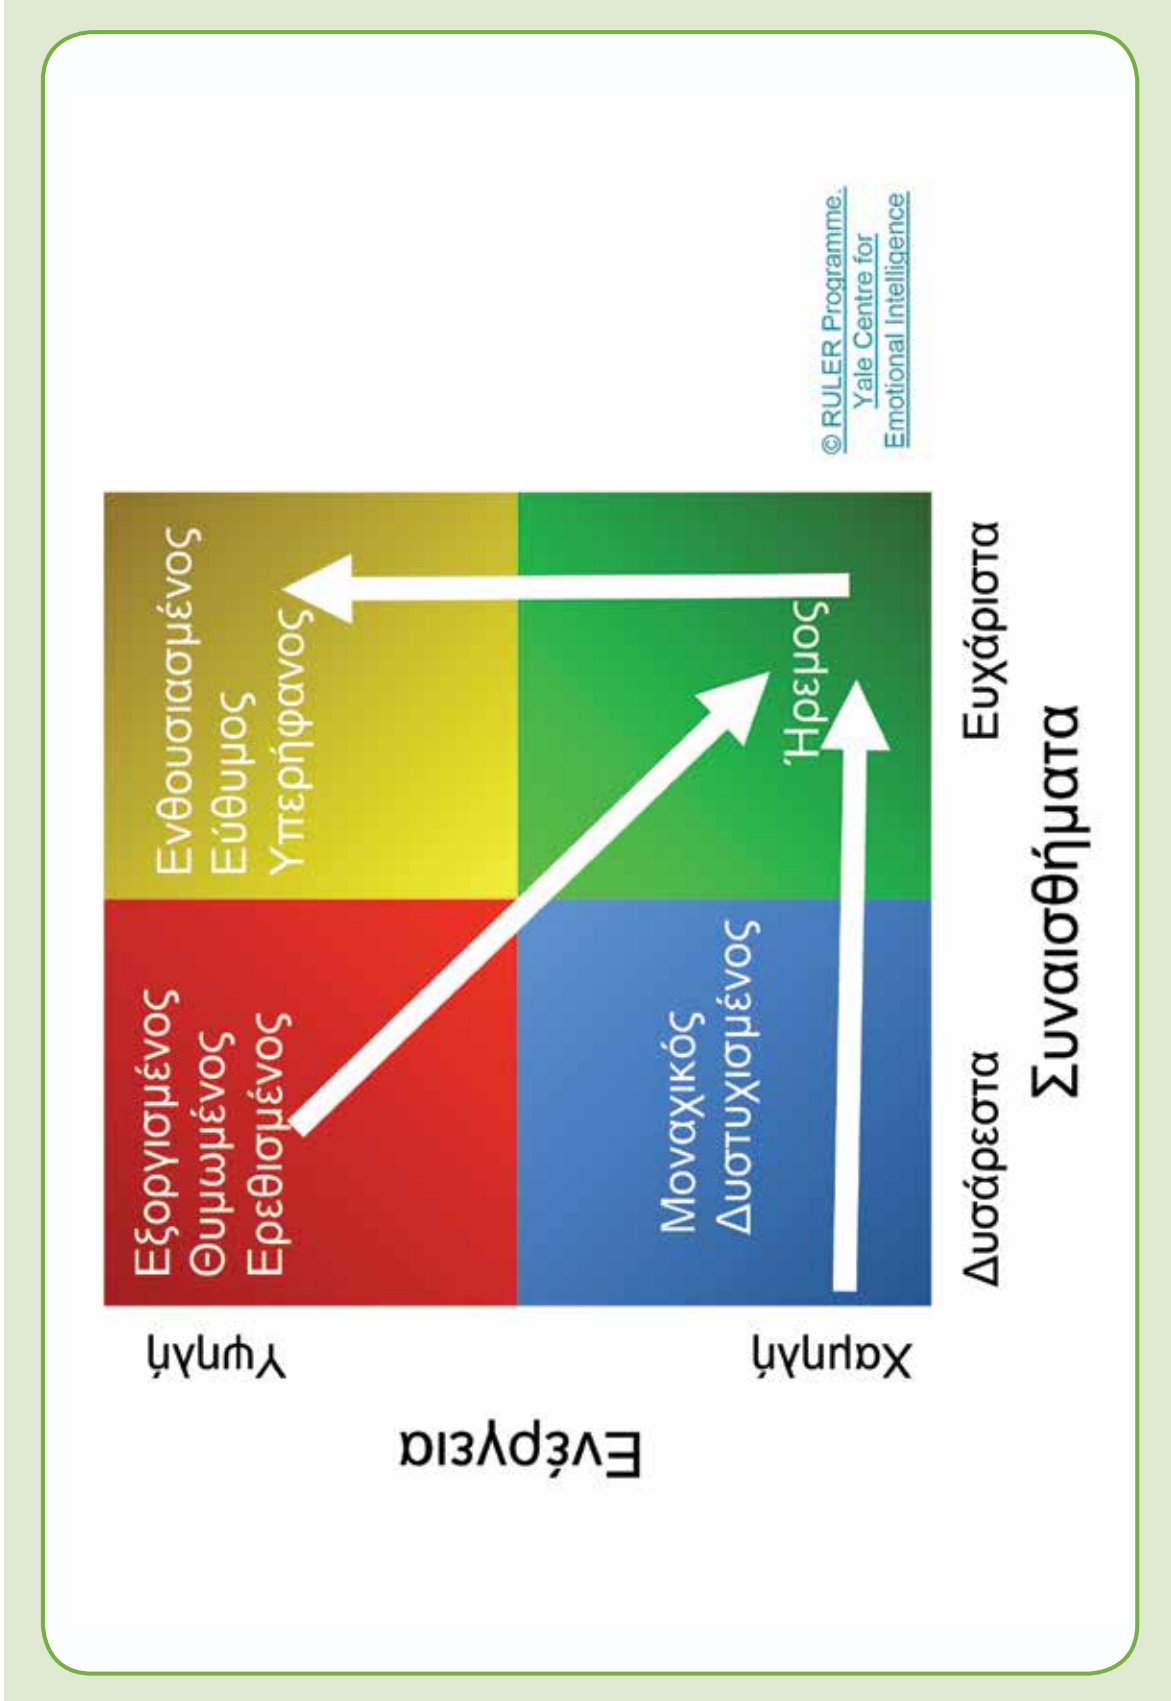 Ενέργεια
Υψηλή
Εξοργισμένος
Θυμωμένος
Ερεθισμένος
Ενθουσιασμένος
Εύθυμος
Υπερήφανος
Χαμηλή
Μοναχικός
Δυστυχισμένος
Ήρεμος
Δυσάρεστα
Ευχάριστα
Συναισθήματα
© RULER Programme.
Yale Centre for
Emotional Intelligence